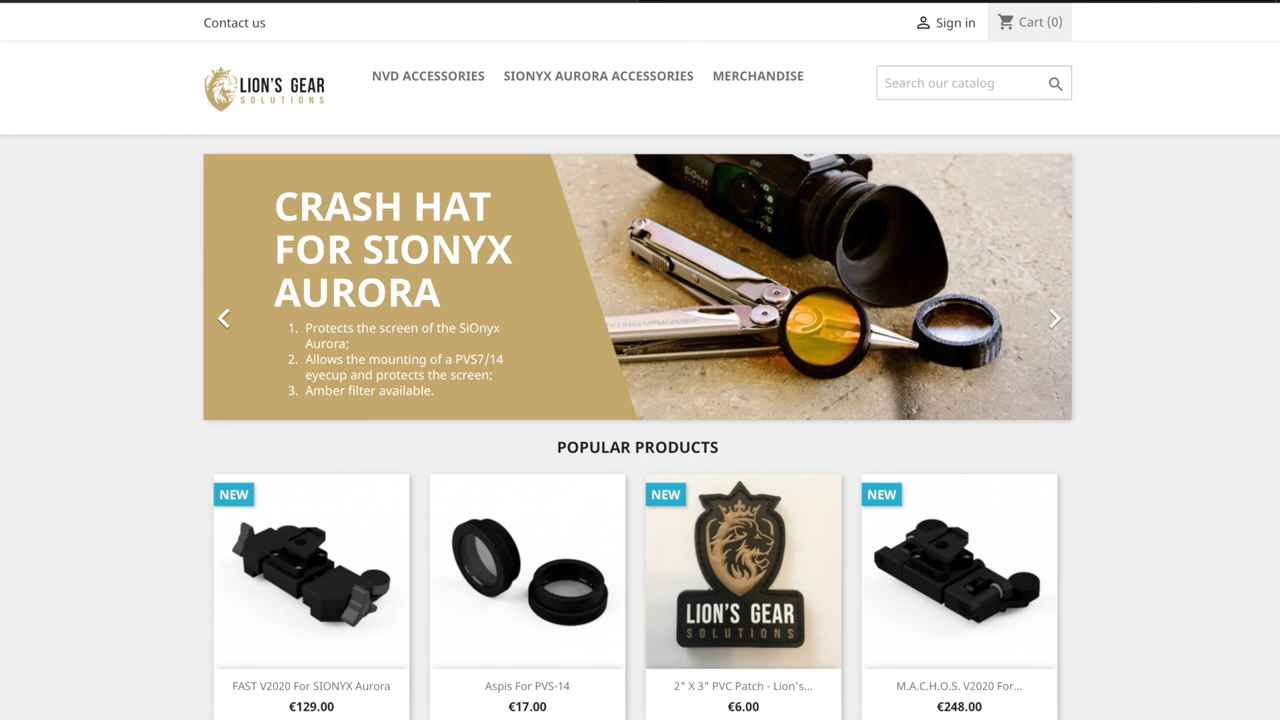 Contact us
Sign in
Cart (0)
LION'S GEAR
SOLUTIONS
NVD ACCESSORIES
SIONYX AURORA ACCESSORIES
MERCHANDISE
Search our catalog
CRASH HAT
FOR SIONYX
AURORA
1. Protects the screen of the SiOnyx
Aurora;
2. Allows the mounting of a PVS7/14
eyecup and protects the screen;
3. Amber filter available.
SiOnyx
POPULAR PRODUCTS
NEW
NEW
NEW
LION'S GEAR
SOLUTIONS
FAST V2020 For SIONYX Aurora
€129.00
Aspis For PVS-14
€17.00
2" X 3" PVC Patch - Lion's...
€6.00
M.A.C.H.O.S. V2020 For...
€248.00